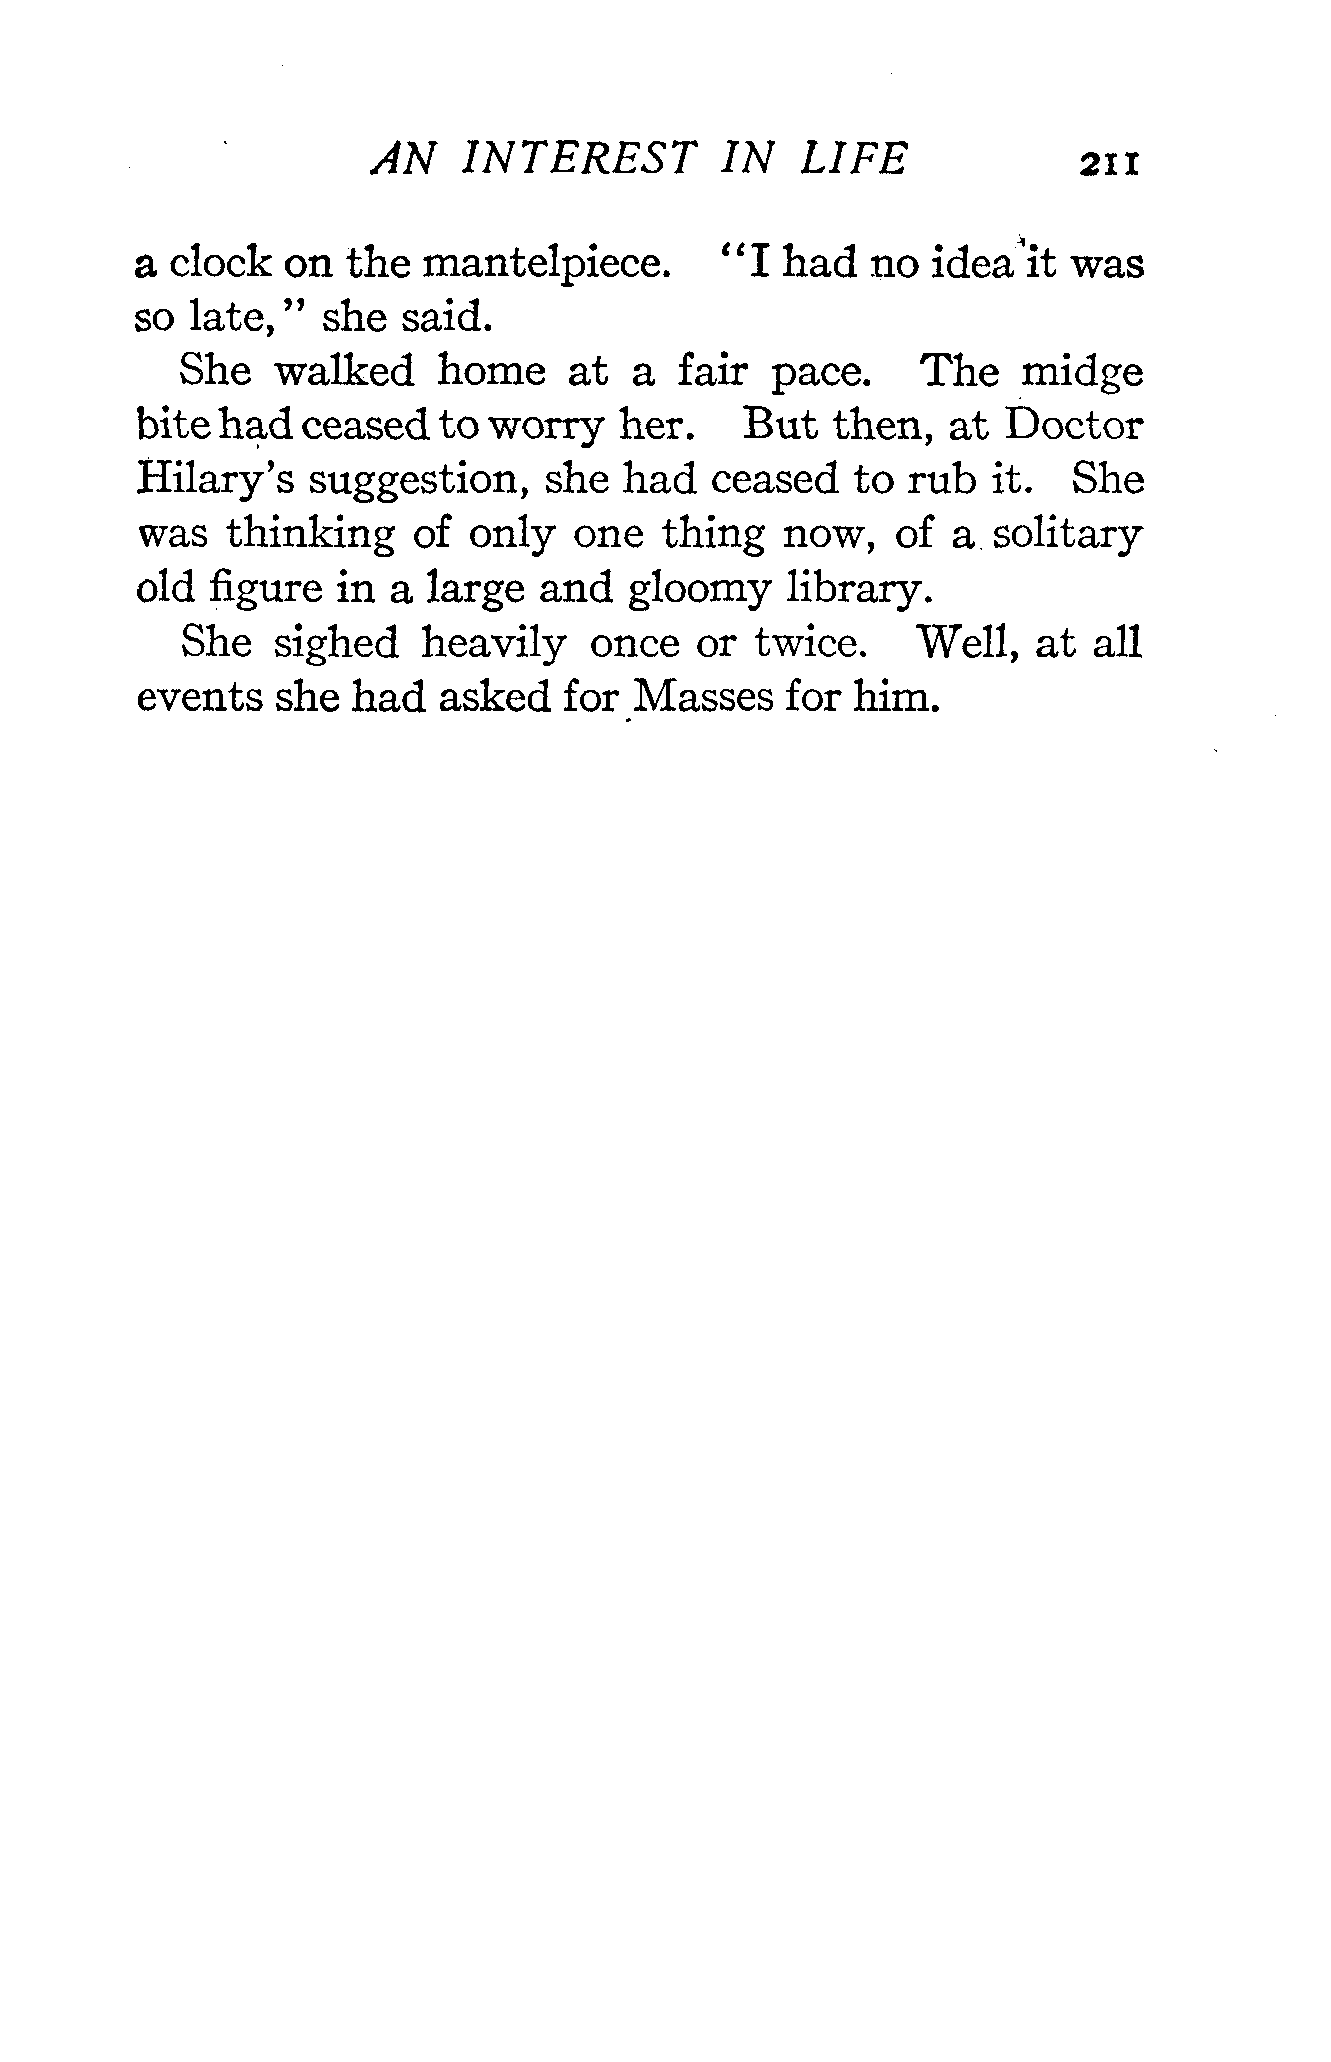 AN INTEREST IN LIFE 211
a clock on the mantelpiece. “I had no idea it was
so late,” she said.
She walked home at a fair pace. The midge
bite had ceased to worry her. But then, at Doctor
Hilary’s suggestion, she had ceased to rub it. She
was thinking of only one thing now, of a solitary
old figure in a large and gloomy library.
She sighed heavily once or twice. Well, at all
events she had asked for Masses for him.